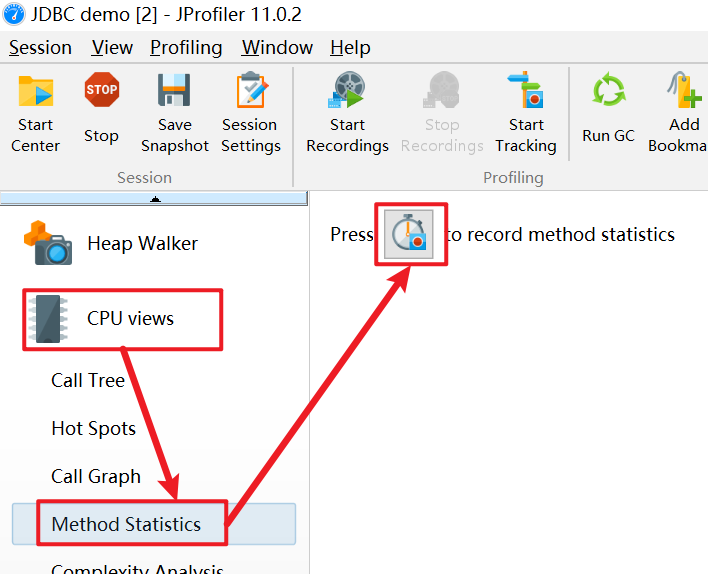 JDBC demo [2] - JProfiler 11.0.2
Session View Profiling Window Help
Start Center
Stop
Save Snapshot
Session Settings
Start Recordings
Stop Recordings
Start Tracking
Run GC
Add Bookma
Session
Profiling
Heap Walker
Press to record method statistics
CPU views
Call Tree
Hot Spots
Call Graph
Method Statistics
Complexity Analysis